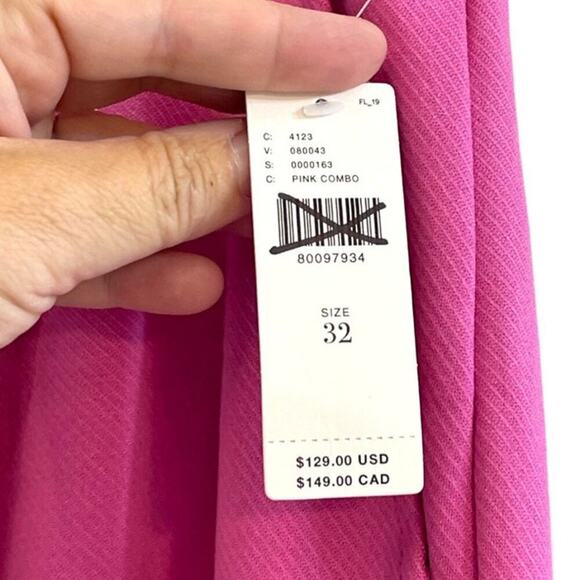 FL_19
C: 4123
V: 080043
S: 0000163
C: PINK COMBO
80097934
SIZE
32
$129.00 USD
$149.00 CAD